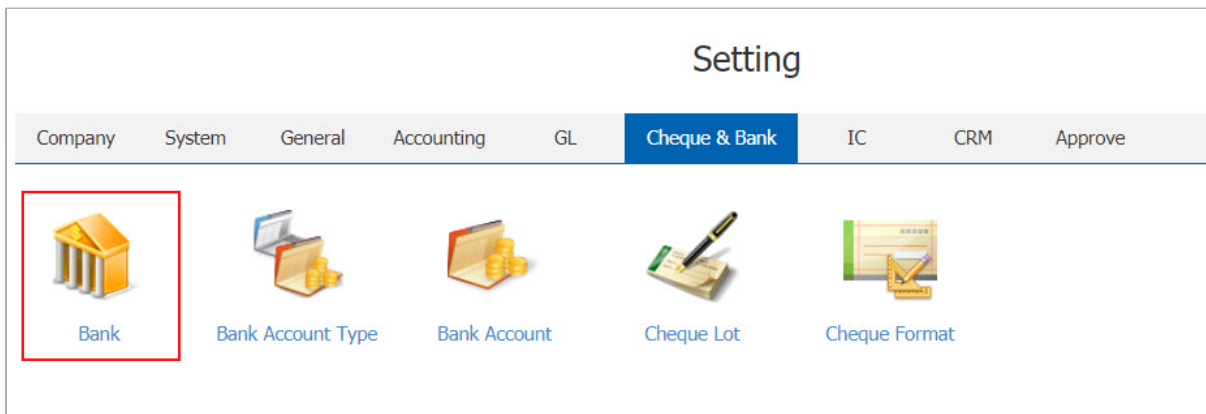 Setting
Company System General Accounting GL Cheque & Bank IC CRM Approve
Bank Bank Account Type Bank Account Cheque Lot Cheque Format